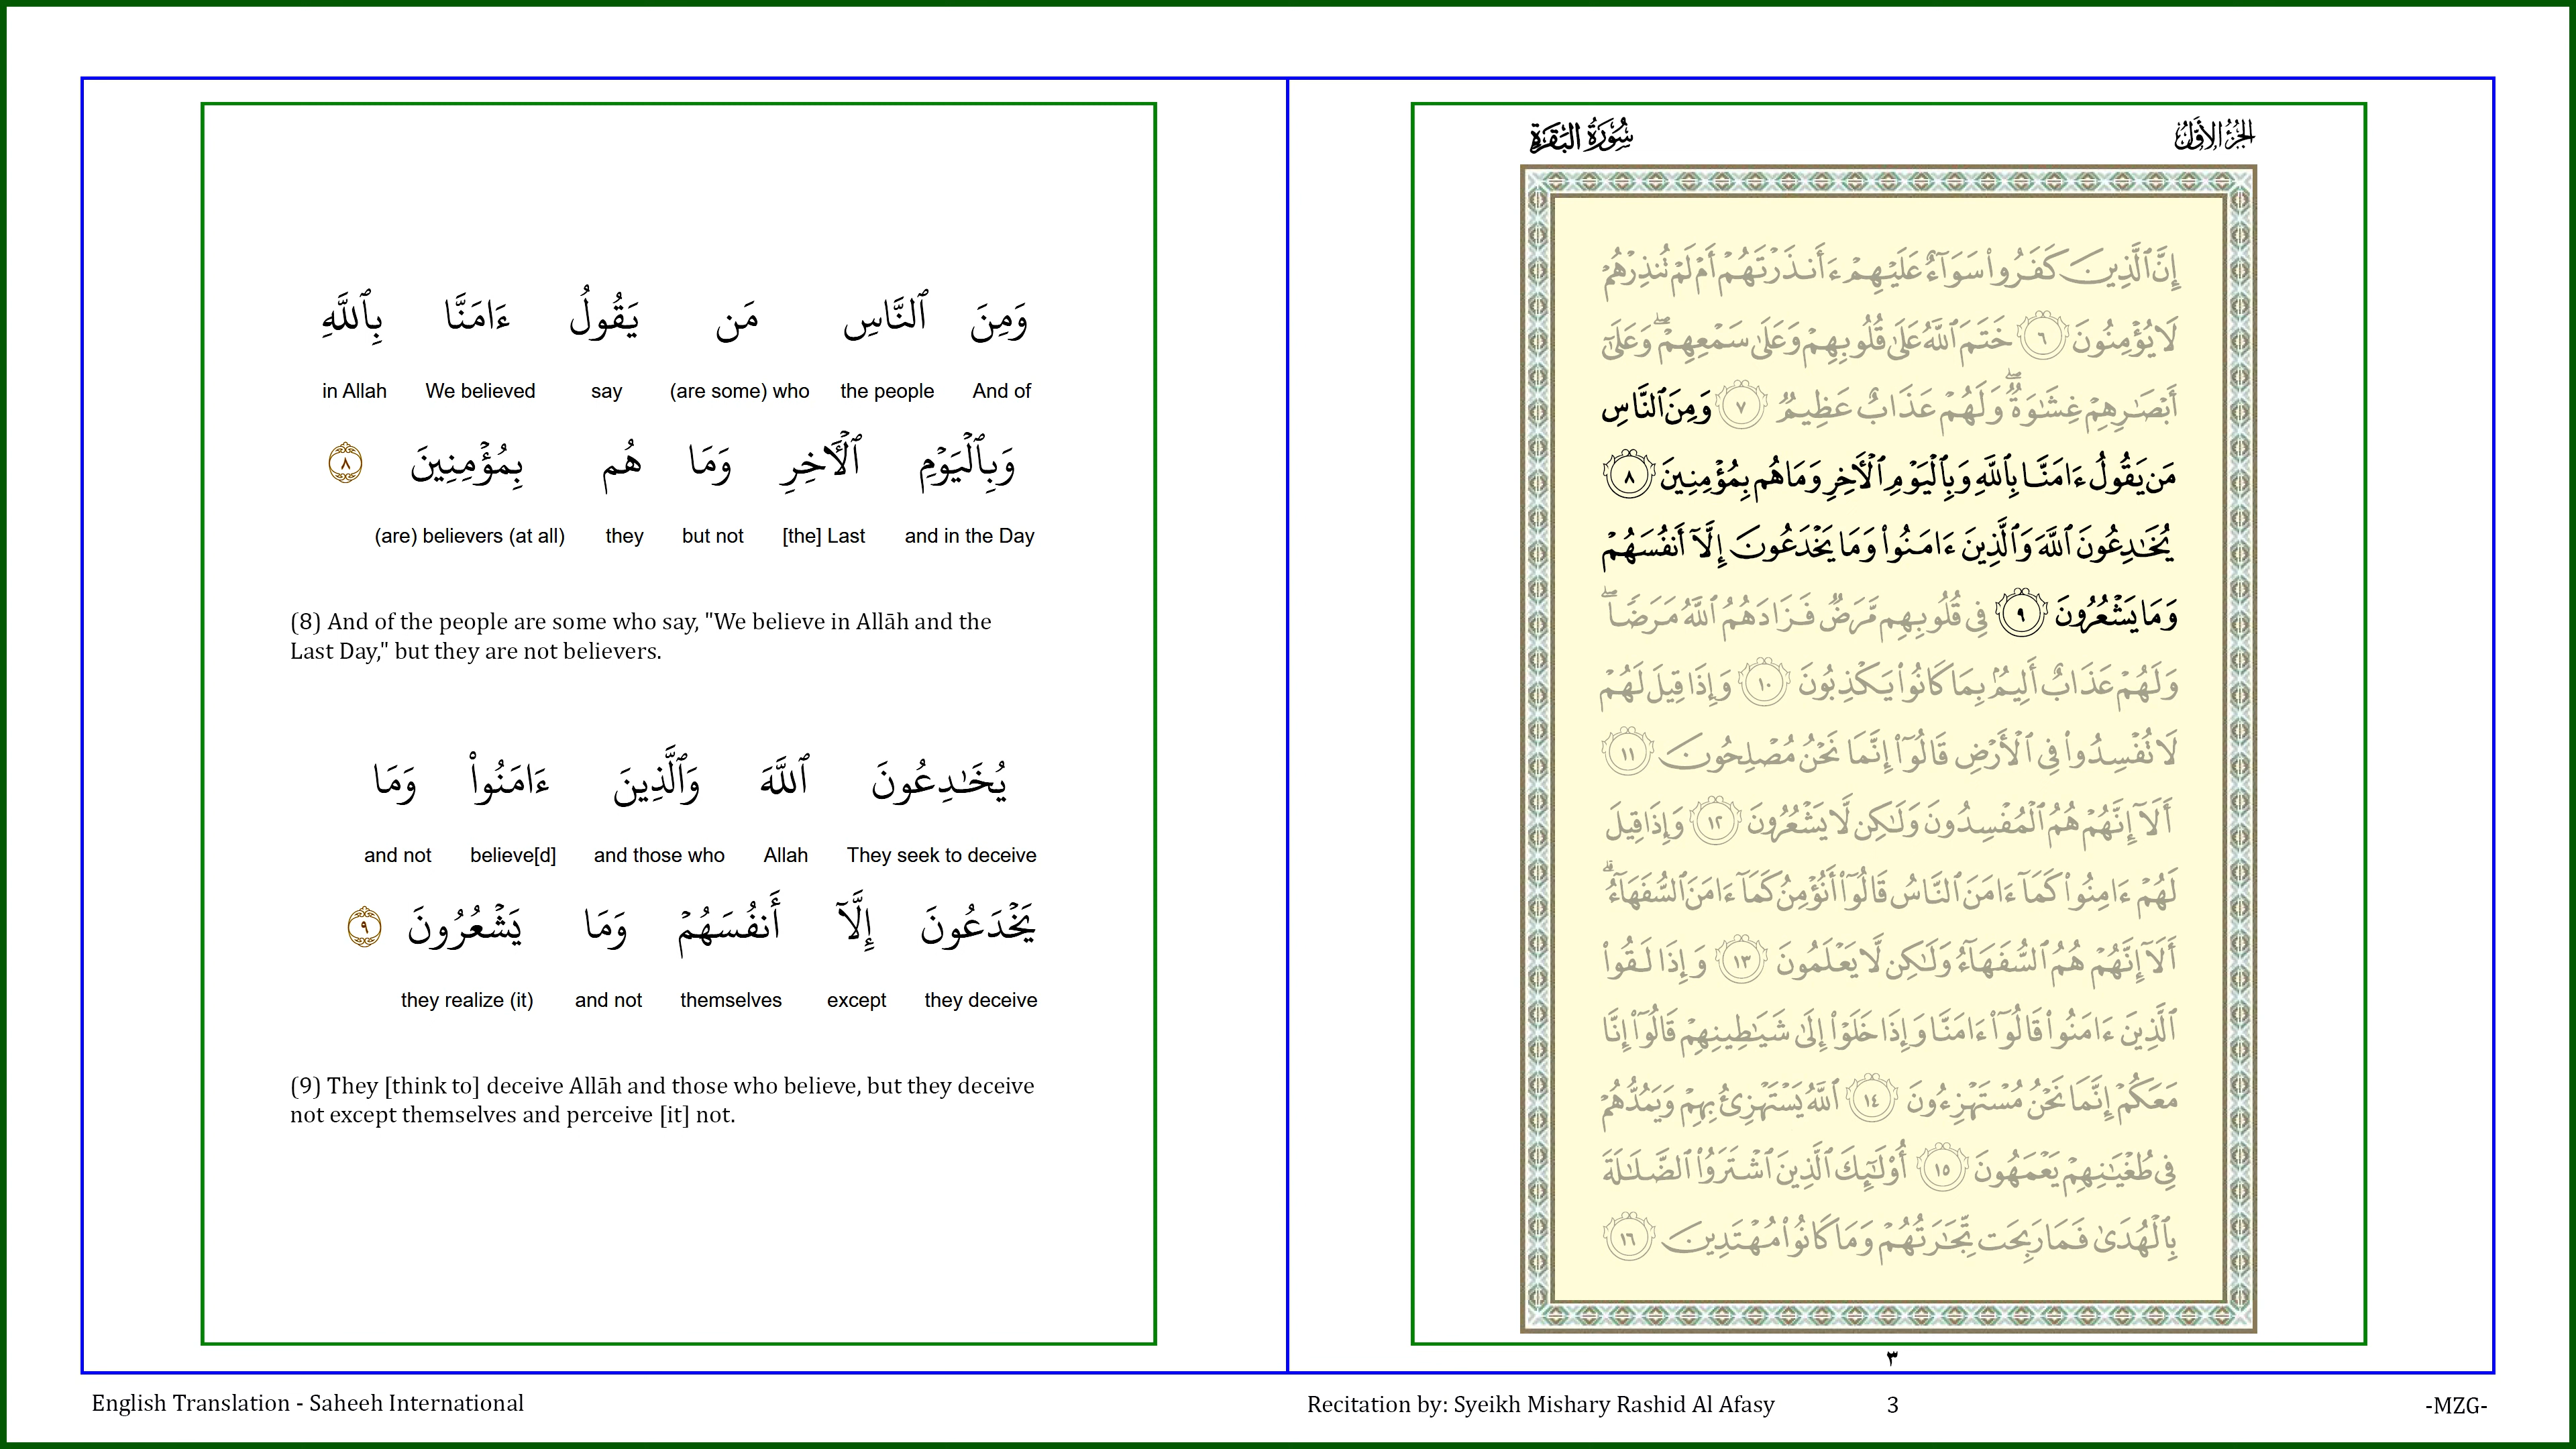 وَمِنَ ٱلنَّاسِ مَن يَقُولُ ءَامَنَّا بِٱللَّهِ
in Allah We believed say (are some) who the people And of
وَبِٱلْيَوْمِ ٱلْـَٔاخِرِ وَمَا هُم بِمُؤْمِنِينَ ٨
(are) believers (at all) they but not [the] Last and in the Day
(8) And of the people are some who say, "We believe in Allāh and the
Last Day," but they are not believers.
يُخَـٰدِعُونَ ٱللَّهَ وَٱلَّذِينَ ءَامَنُوا۟ وَمَا
and not believe[d] and those who Allah They seek to deceive
يَخْدَعُونَ إِلَّآ أَنفُسَهُمْ وَمَا يَشْعُرُونَ ٩
they realize (it) and not themselves except they deceive
(9) They [think to] deceive Allāh and those who believe, but they deceive
not except themselves and perceive [it] not.
سُورَةُ البَقَرَةِ
الجُزْءُ الأَوَّلُ
إِنَّ ٱلَّذِينَ كَفَرُوا۟ سَوَآءٌ عَلَيْهِمْ ءَأَنذَرْتَهُمْ أَمْ لَمْ تُنذِرْهُمْ
لَا يُؤْمِنُونَ ٦ خَتَمَ ٱللَّهُ عَلَىٰ قُلُوبِهِمْ وَعَلَىٰ سَمْعِهِمْ ۖ وَعَلَىٰٓ
أَبْصَـٰرِهِمْ غِشَـٰوَةٌ ۖ وَلَهُمْ عَذَابٌ عَظِيمٌ ٧ وَمِنَ ٱلنَّاسِ
مَن يَقُولُ ءَامَنَّا بِٱللَّهِ وَبِٱلْيَوْمِ ٱلْـَٔاخِرِ وَمَا هُم بِمُؤْمِنِينَ ٨
يُخَـٰدِعُونَ ٱللَّهَ وَٱلَّذِينَ ءَامَنُوا۟ وَمَا يَخْدَعُونَ إِلَّآ أَنفُسَهُمْ
وَمَا يَشْعُرُونَ ٩ فِى قُلُوبِهِم مَّرَضٌ فَزَادَهُمُ ٱللَّهُ مَرَضًا ۖ
وَلَهُمْ عَذَابٌ أَلِيمٌۢ بِمَا كَانُوا۟ يَكْذِبُونَ ١٠ وَإِذَا قِيلَ لَهُمْ
لَا تُفْسِدُوا۟ فِى ٱلْأَرْضِ قَالُوٓا۟ إِنَّمَا نَحْنُ مُصْلِحُونَ ١١
أَلَآ إِنَّهُمْ هُمُ ٱلْمُفْسِدُونَ وَلَـٰكِن لَّا يَشْعُرُونَ ١٢ وَإِذَا قِيلَ
لَهُمْ ءَامِنُوا۟ كَمَآ ءَامَنَ ٱلنَّاسُ قَالُوٓا۟ أَنُؤْمِنُ كَمَآ ءَامَنَ ٱلسُّفَهَآءُ ۗ
أَلَآ إِنَّهُمْ هُمُ ٱلسُّفَهَآءُ وَلَـٰكِن لَّا يَعْلَمُونَ ١٣ وَإِذَا لَقُوا۟
ٱلَّذِينَ ءَامَنُوا۟ قَالُوٓا۟ ءَامَنَّا وَإِذَا خَلَوْا۟ إِلَىٰ شَيَـٰطِينِهِمْ قَالُوٓا۟ إِنَّا
مَعَكُمْ إِنَّمَا نَحْنُ مُسْتَهْزِءُونَ ١٤ ٱللَّهُ يَسْتَهْزِئُ بِهِمْ وَيَمُدُّهُمْ
فِى طُغْيَـٰنِهِمْ يَعْمَهُونَ ١٥ أُو۟لَـٰٓئِكَ ٱلَّذِينَ ٱشْتَرَوُا۟ ٱلضَّلَـٰلَةَ
بِٱلْهُدَىٰ فَمَا رَبِحَت تِّجَـٰرَتُهُمْ وَمَا كَانُوا۟ مُهْتَدِينَ ١٦
٣
English Translation - Saheeh International
Recitation by: Syeikh Mishary Rashid Al Afasy
3
-MZG-